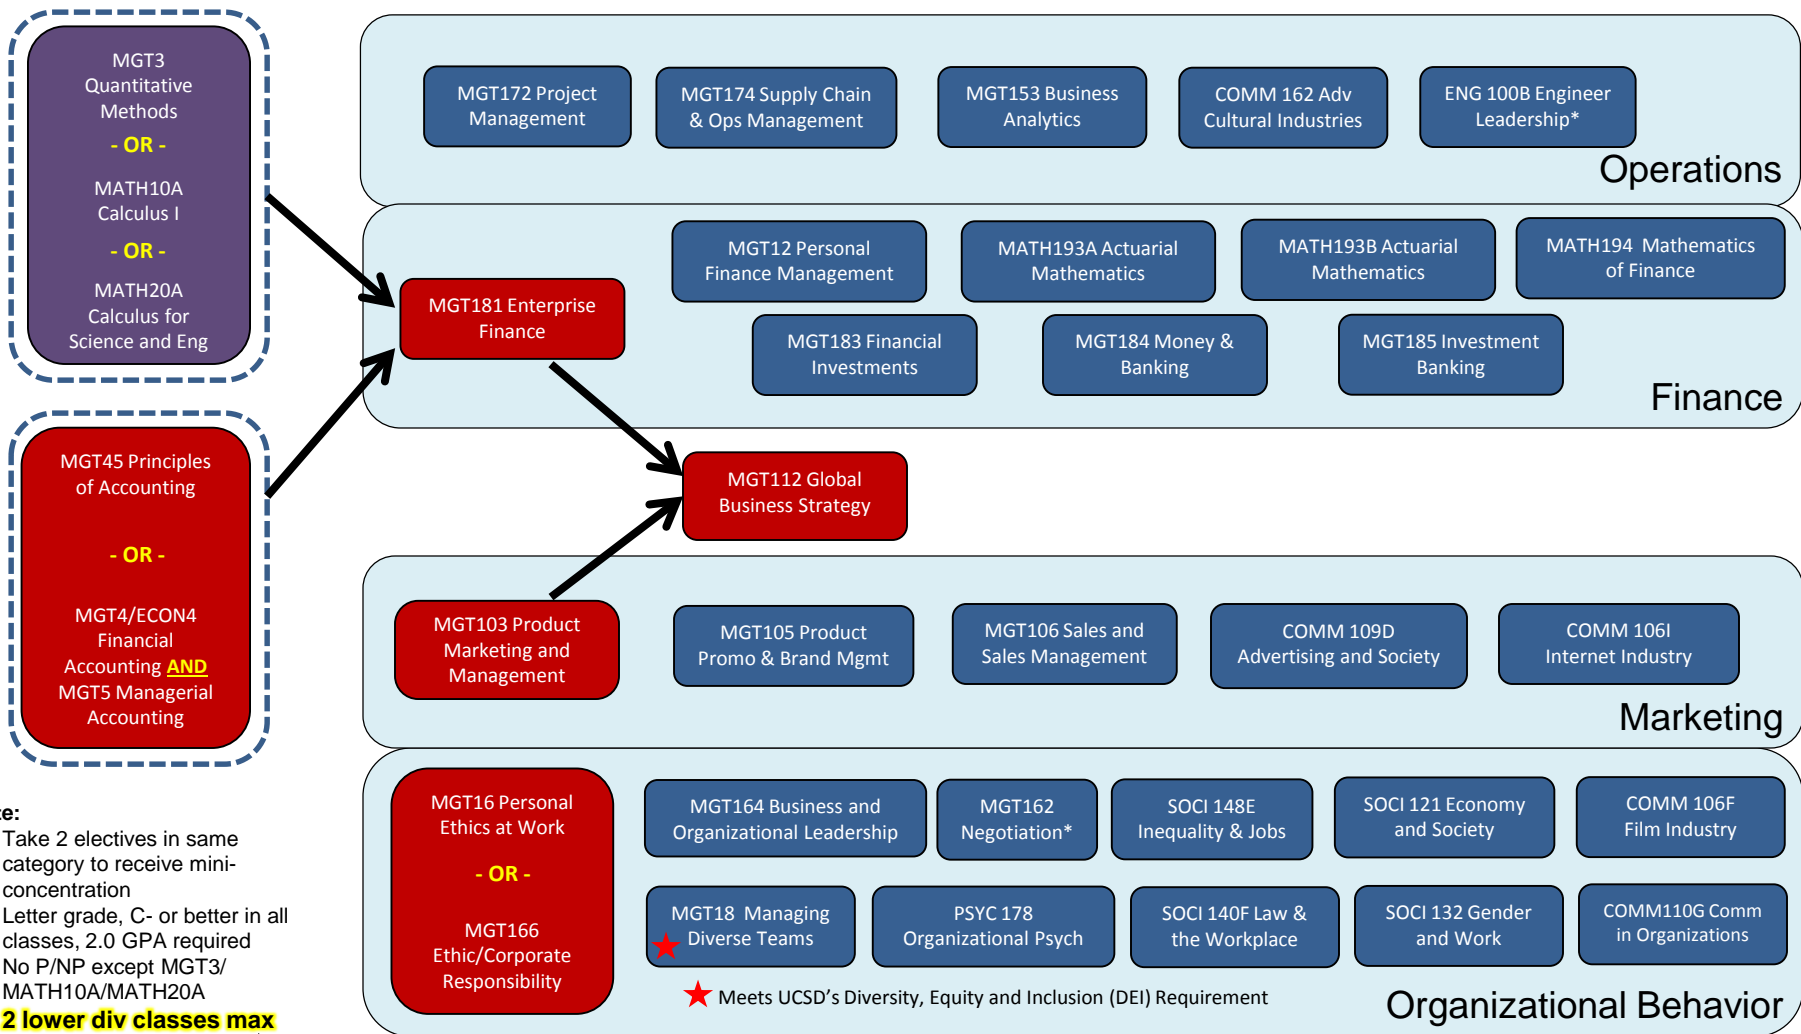 MGT3
Quantitative
Methods
- OR -
MATH10A
Calculus I
- OR -
MATH20A
Calculus for
Science and Eng
MGT45 Principles
of Accounting
- OR -
MGT4/ECON4
Financial
Accounting AND
MGT5 Managerial
Accounting
te:
Take 2 electives in same
category to receive mini-
concentration
Letter grade, C- or better in all
classes, 2.0 GPA required
No P/NP except MGT3/
MATH10A/MATH20A
2 lower div classes max
MGT172 Project
Management
MGT174 Supply Chain
& Ops Management
MGT153 Business
Analytics
COMM 162 Adv
Cultural Industries
ENG 100B Engineer
Leadership*
Operations
MGT181 Enterprise
Finance
MGT12 Personal
Finance Management
MATH193A Actuarial
Mathematics
MATH193B Actuarial
Mathematics
MATH194 Mathematics
of Finance
MGT183 Financial
Investments
MGT184 Money &
Banking
MGT185 Investment
Banking
Finance
MGT112 Global
Business Strategy
MGT103 Product
Marketing and
Management
MGT105 Product
Promo & Brand Mgmt
MGT106 Sales and
Sales Management
COMM 109D
Advertising and Society
COMM 106I
Internet Industry
Marketing
MGT16 Personal
Ethics at Work
- OR -
MGT166
Ethic/Corporate
Responsibility
MGT164 Business and
Organizational Leadership
MGT162
Negotiation*
SOCI 148E
Inequality & Jobs
SOCI 121 Economy
and Society
COMM 106F
Film Industry
MGT18 Managing
Diverse Teams
PSYC 178
Organizational Psych
SOCI 140F Law &
the Workplace
SOCI 132 Gender
and Work
COMM110G Comm
in Organizations
Meets UCSD's Diversity, Equity and Inclusion (DEI) Requirement
Organizational Behavior